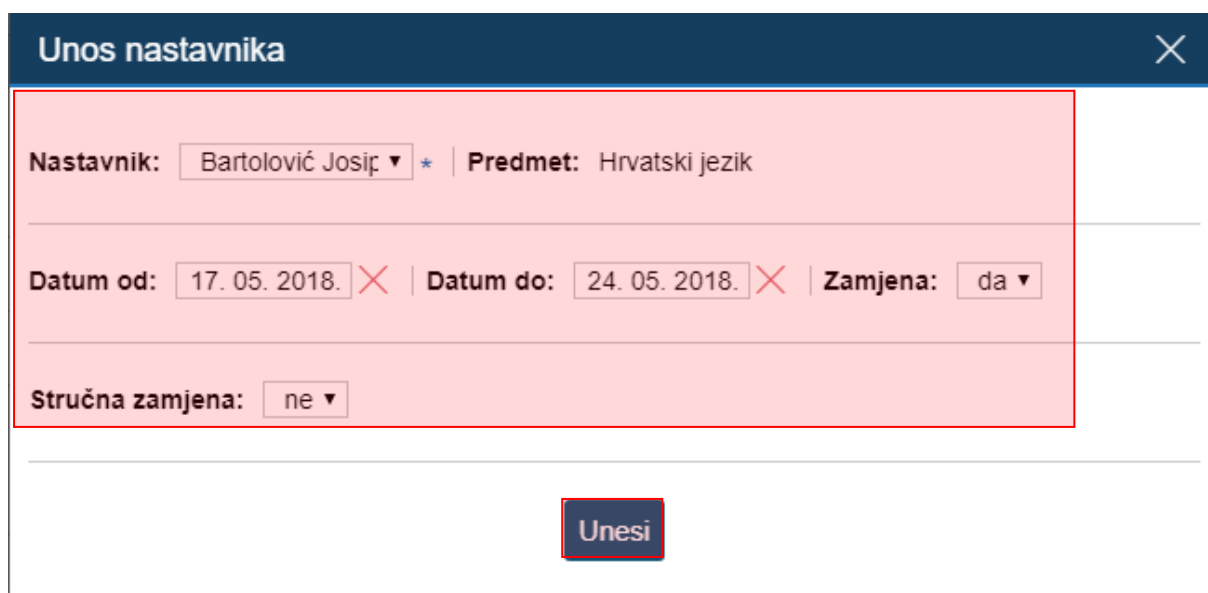 Unos nastavnika
Nastavnik: Bartolović Josip * Predmet: Hrvatski jezik
Datum od: 17. 05. 2018. Datum do: 24. 05. 2018. Zamjena: da
Stručna zamjena: ne
Unesi